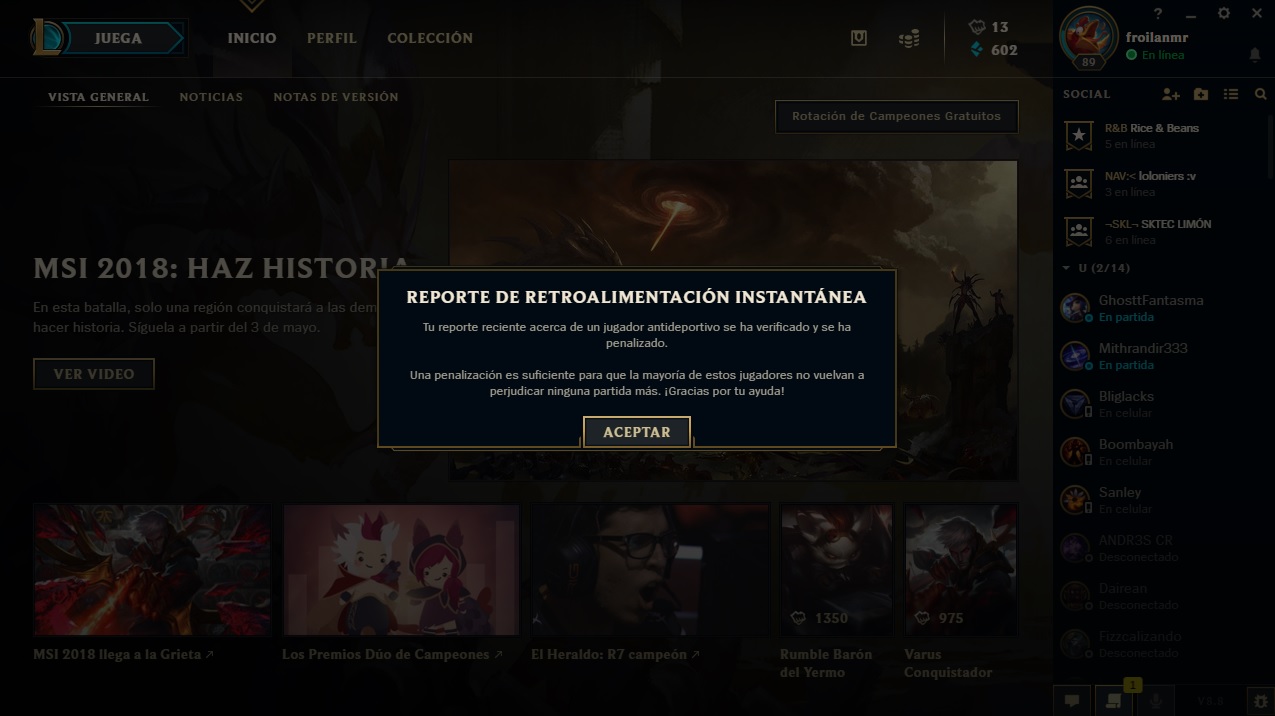 JUEGA
INICIO
PERFIL
COLECCIÓN
13
602
froilanmr
En línea
89
VISTA GENERAL
NOTICIAS
NOTAS DE VERSIÓN
Rotación de Campeones Gratuitos
SOCIAL
R&B Rice & Beans
5 en línea
NAV:< loloniers :v
3 en línea
¬SKL¬ SKTEC LIMÓN
6 en línea
U (2/14)
GhosttFantasma
En partida
Mithrandir333
En partida
Bliglacks
En celular
Boombayah
En celular
Sanley
En celular
ANDR3S CR
Desconectado
Dairean
Desconectado
Fizzcalizando
Desconectado
MSI 2018: HAZ HISTORIA
En esta batalla, solo una región conquistará a las dem
hacer historia. Síguela a partir del 3 de mayo.
VER VIDEO
REPORTE DE RETROALIMENTACIÓN INSTANTÁNEA
Tu reporte reciente acerca de un jugador antideportivo se ha verificado y se ha
penalizado.
Una penalización es suficiente para que la mayoría de estos jugadores no vuelvan a
perjudicar ninguna partida más. ¡Gracias por tu ayuda!
ACEPTAR
1350
975
MSI 2018 llega a la Grieta
Los Premios Dúo de Campeones
El Heraldo: R7 campeón
Rumble Barón
del Yermo
Varus
Conquistador
1
V8.8